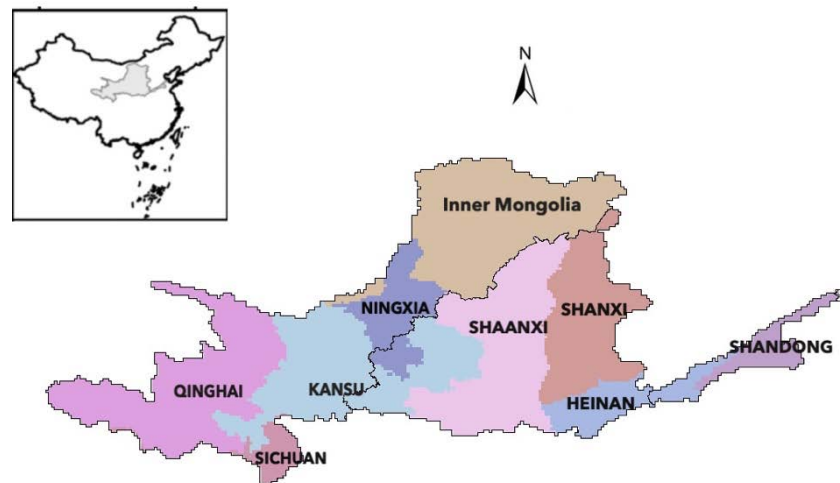 N
Inner Mongolia
NINGXIA
SHAANXI
SHANXI
SHANDONG
QINGHAI
KANSU
HEINAN
SICHUAN